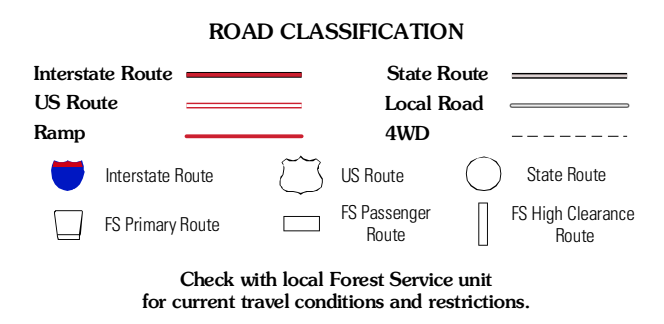 ROAD CLASSIFICATION
Interstate Route
State Route
US Route
Local Road
Ramp
4WD
Interstate Route
US Route
State Route
FS Primary Route
FS Passenger
Route
FS High Clearance
Route
Check with local Forest Service unit
for current travel conditions and restrictions.